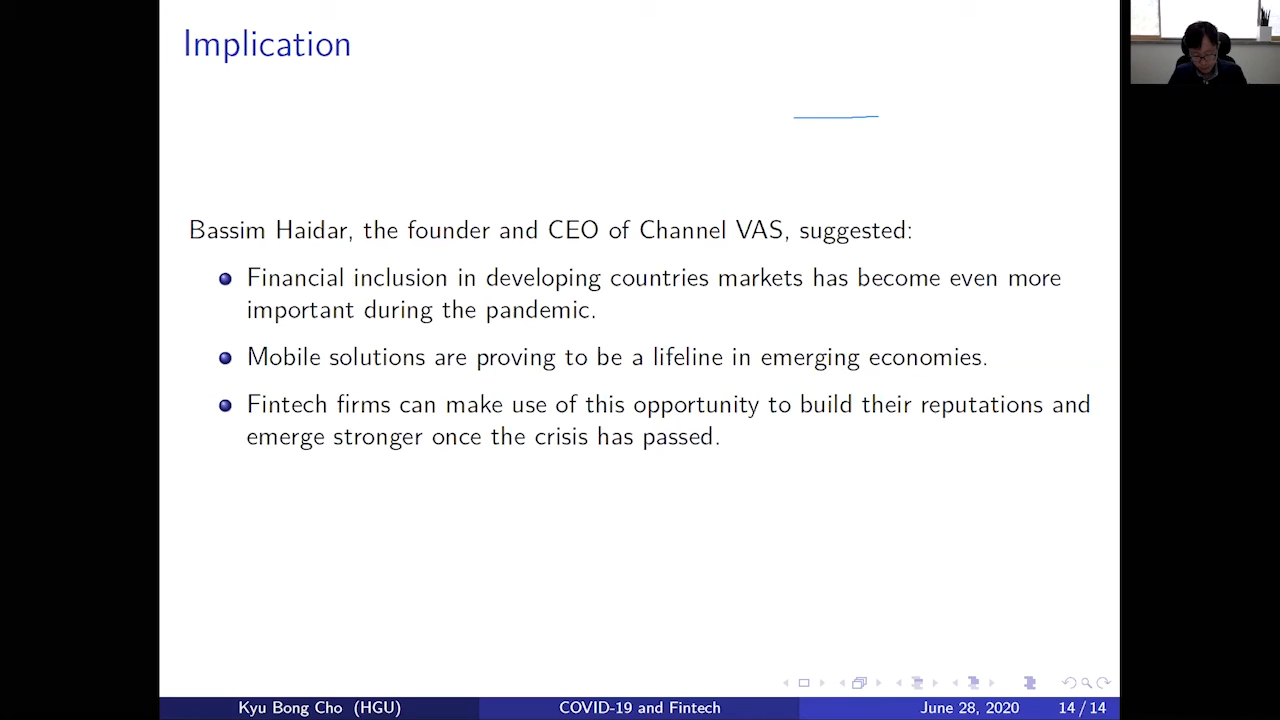 Implication
Bassim Haidar, the founder and CEO of Channel VAS, suggested:
Financial inclusion in developing countries markets has become even more
important during the pandemic.
Mobile solutions are proving to be a lifeline in emerging economies.
Fintech firms can make use of this opportunity to build their reputations and
emerge stronger once the crisis has passed.
Kyu Bong Cho (HGU) COVID-19 and Fintech June 28, 2020 14 / 14